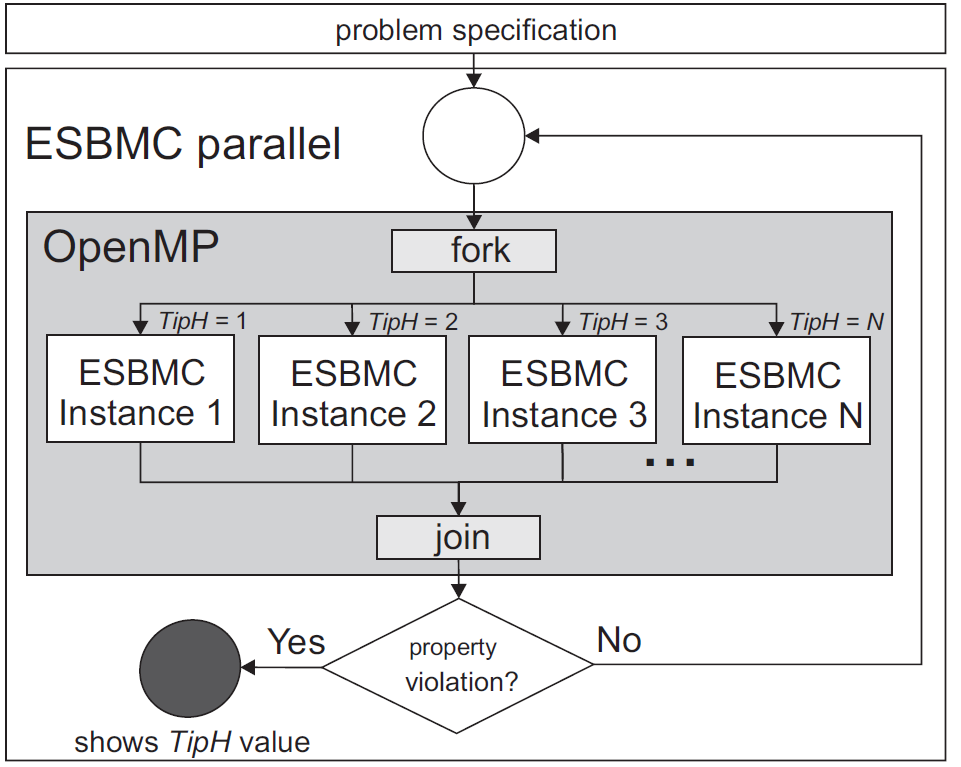 problem specification
ESBMC parallel
OpenMP
fork
TipH = 1
TipH = 2
TipH = 3
TipH = N
ESBMC
Instance 1
ESBMC
Instance 2
ESBMC
Instance 3
ESBMC
Instance N
...
join
property
violation?
Yes
No
shows TipH value